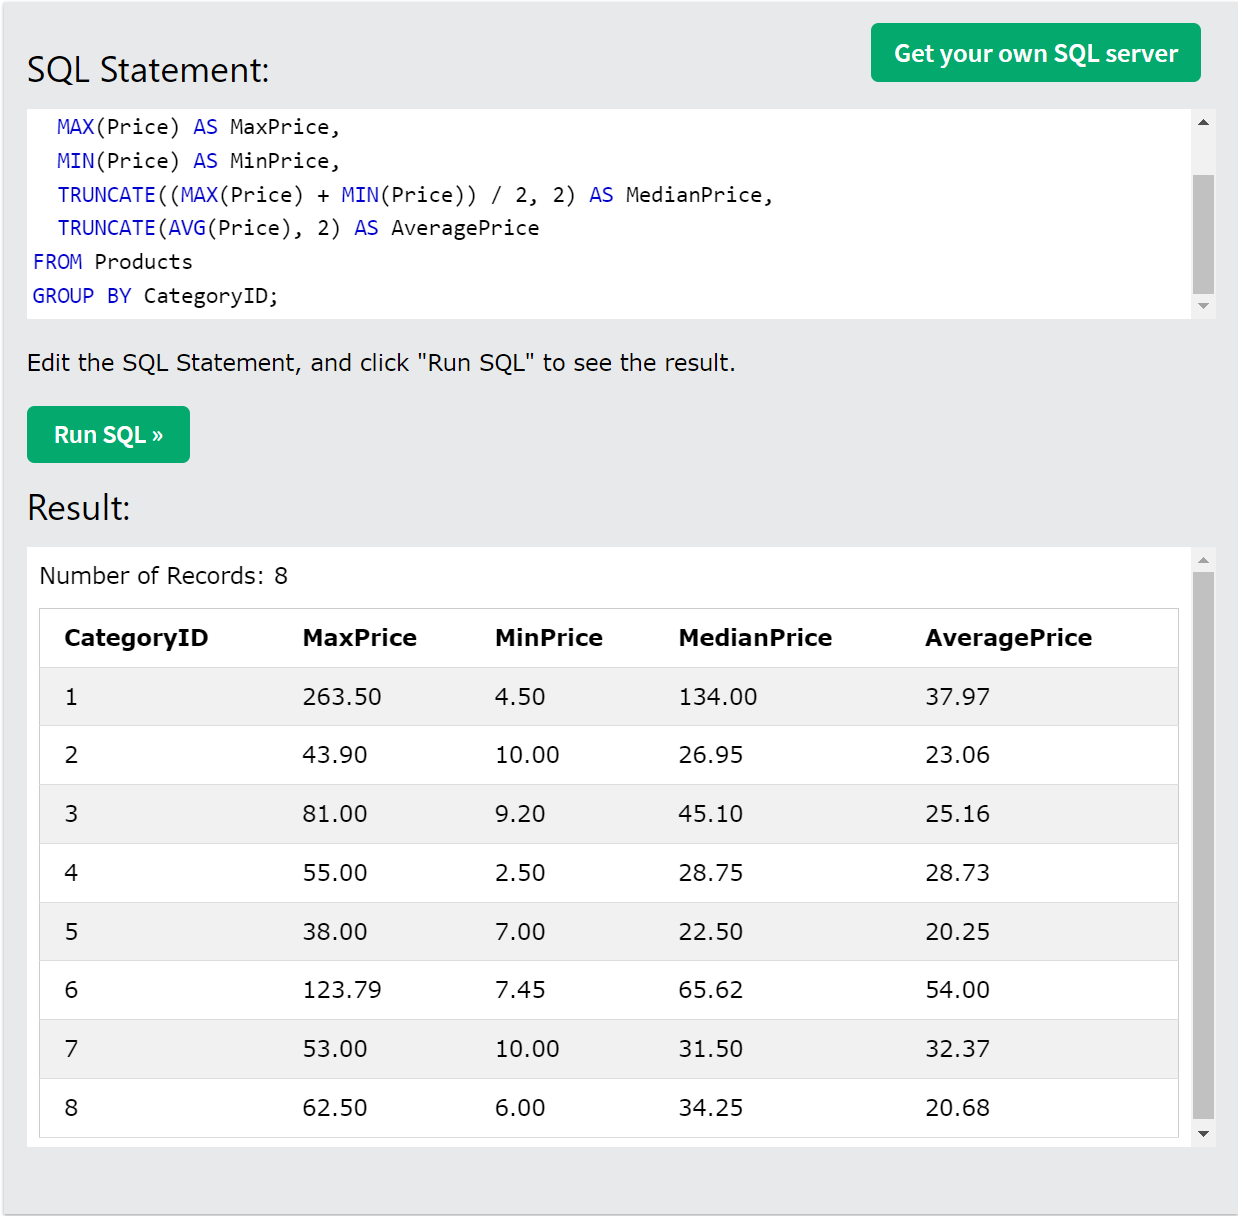 Get your own SQL server
SQL Statement:
MAX(Price) AS MaxPrice,
MIN(Price) AS MinPrice,
TRUNCATE((MAX(Price) + MIN(Price)) / 2, 2) AS MedianPrice,
TRUNCATE(AVG(Price), 2) AS AveragePrice
FROM Products
GROUP BY CategoryID;
Edit the SQL Statement, and click "Run SQL" to see the result.
Run SQL »
Result:
Number of Records: 8
CategoryID MaxPrice MinPrice MedianPrice AveragePrice
1 263.50 4.50 134.00 37.97
2 43.90 10.00 26.95 23.06
3 81.00 9.20 45.10 25.16
4 55.00 2.50 28.75 28.73
5 38.00 7.00 22.50 20.25
6 123.79 7.45 65.62 54.00
7 53.00 10.00 31.50 32.37
8 62.50 6.00 34.25 20.68